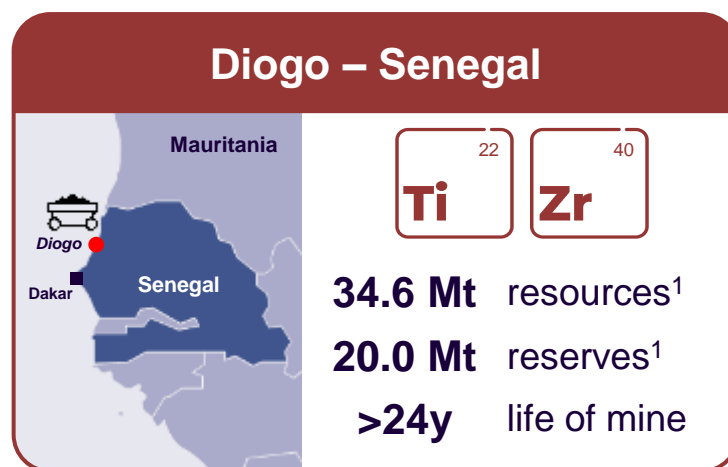 Diogo – Senegal
Mauritania
Diogo
Dakar
Senegal
22
Ti
40
Zr
34.6 Mt resources¹
20.0 Mt reserves¹
>24y life of mine